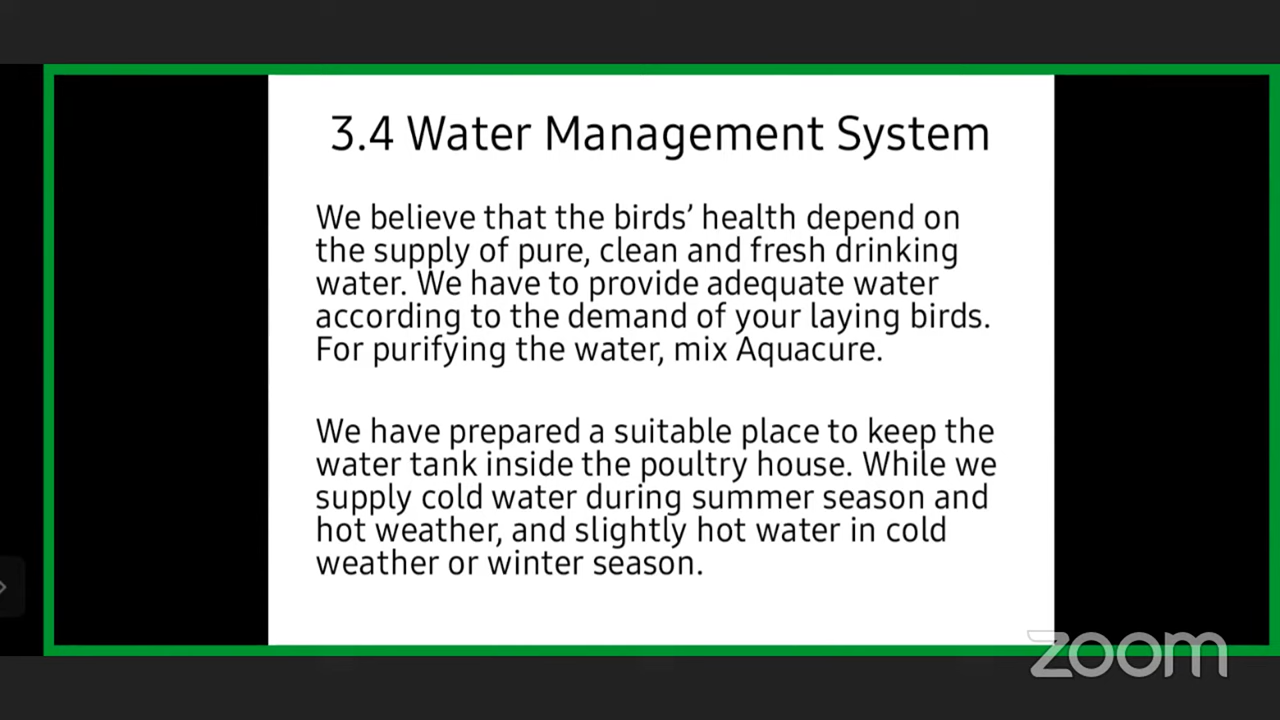 3.4 Water Management System
We believe that the birds’ health depend on
the supply of pure, clean and fresh drinking
water. We have to provide adequate water
according to the demand of your laying birds.
For purifying the water, mix Aquacure.
We have prepared a suitable place to keep the
water tank inside the poultry house. While we
supply cold water during summer season and
hot weather, and slightly hot water in cold
weather or winter season.
zoom